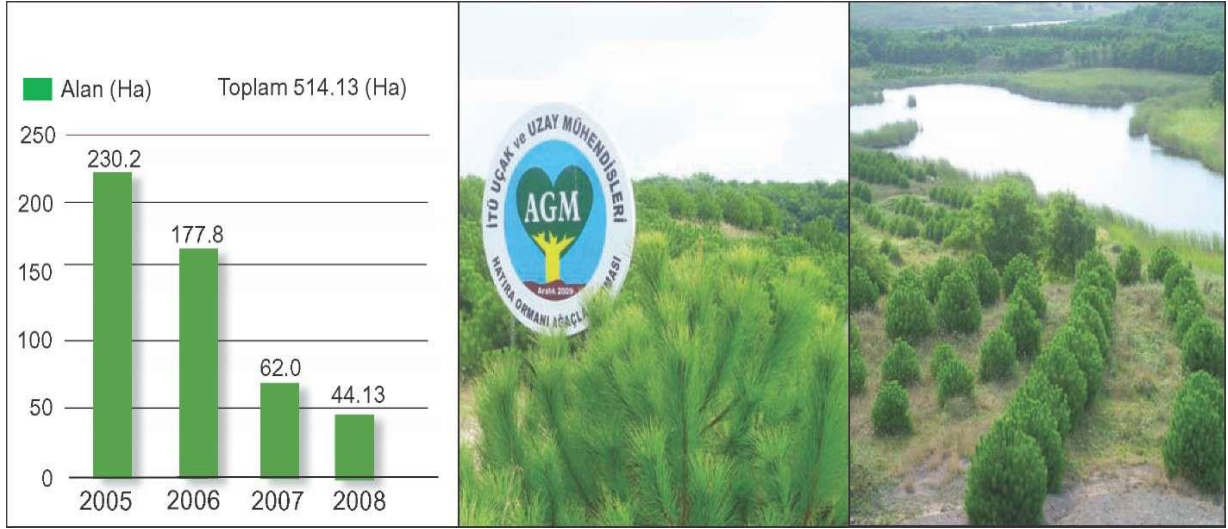 Alan (Ha) Toplam 514.13 (Ha)
250
200
150
100
50
0
230.2
177.8
62.0
44.13
2005 2006 2007 2008
İTÜ UÇAK ve UZAY MÜHENDİSLERİ
AGM
Aralık 2009
HATIRA ORMANI